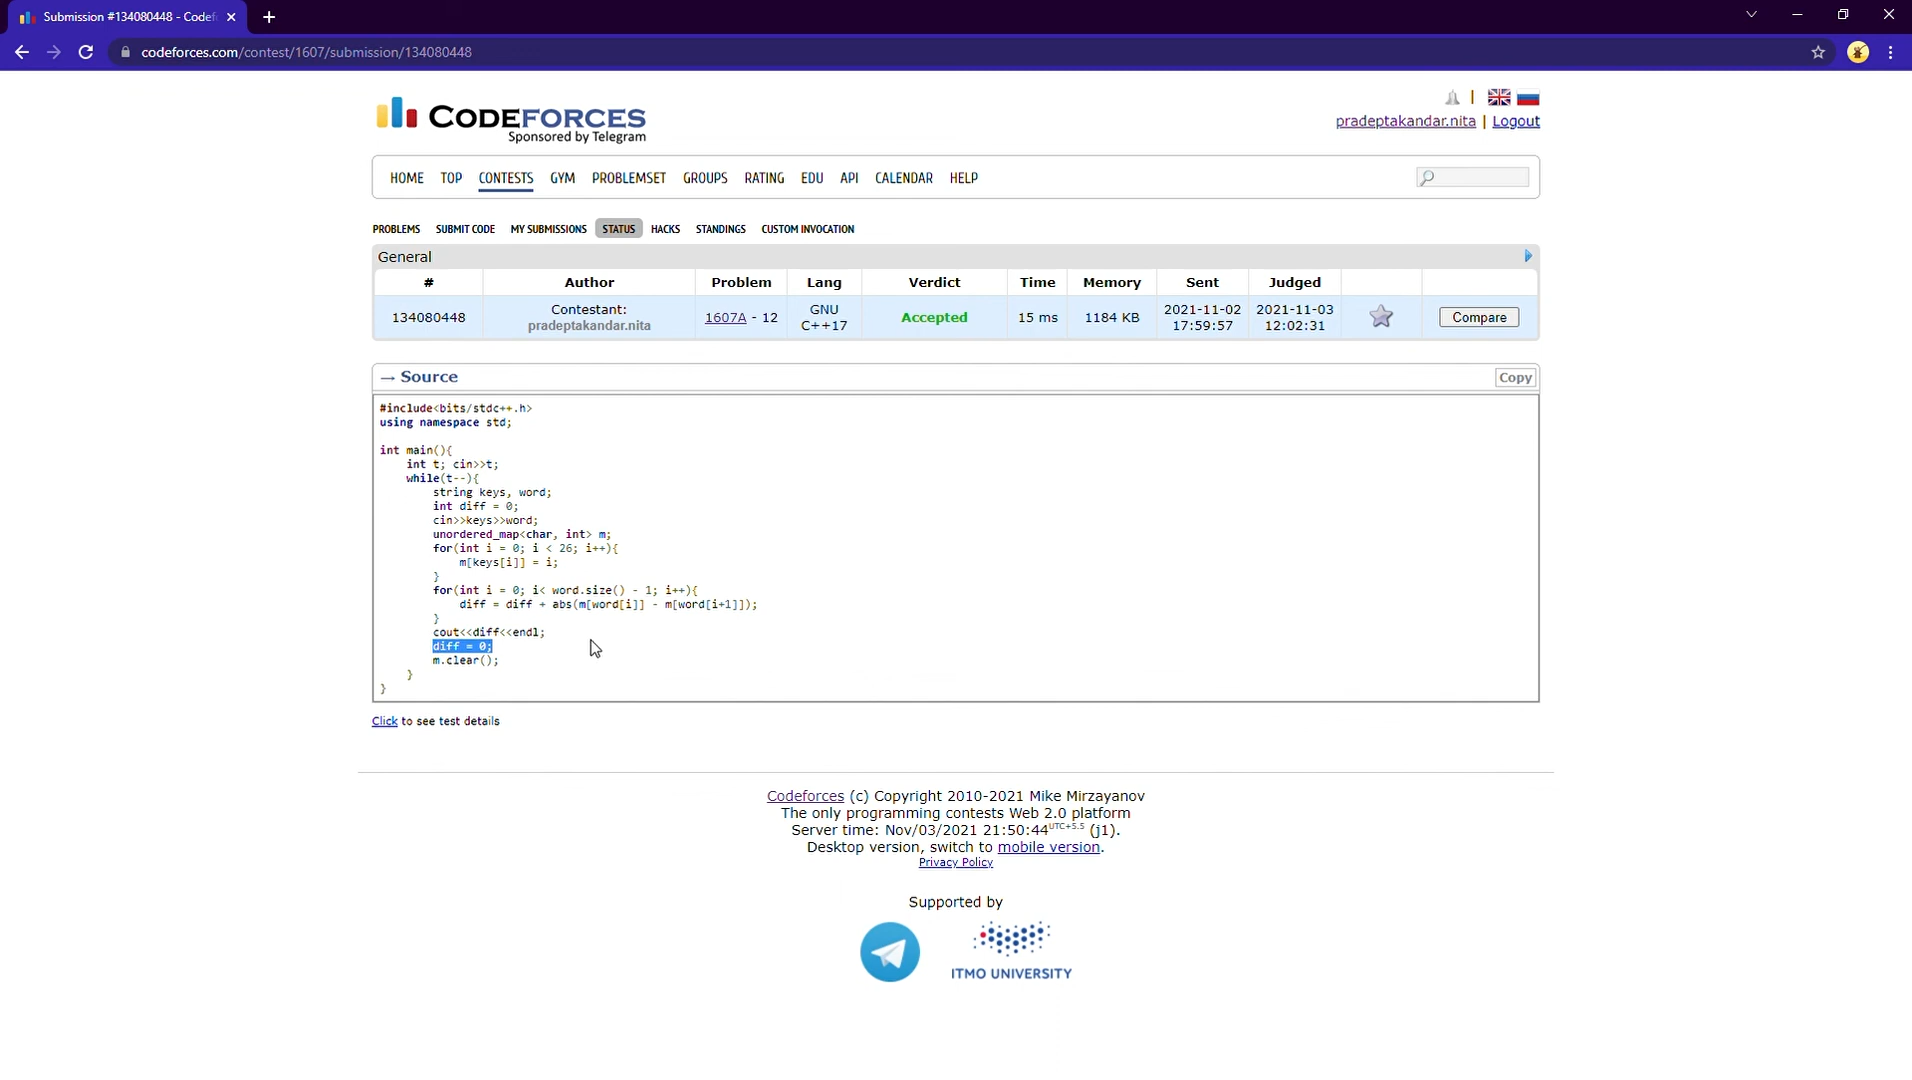 Submission #134080448 - Codef
codeforces.com/contest/1607/submission/134080448
CODEFORCES
Sponsored by Telegram
pradeptakandar.nita | Logout
HOME TOP CONTESTS GYM PROBLEMSET GROUPS RATING EDU API CALENDAR HELP
PROBLEMS SUBMIT CODE MY SUBMISSIONS STATUS HACKS STANDINGS CUSTOM INVOCATION
General
# Author Problem Lang Verdict Time Memory Sent Judged
134080448 Contestant: pradeptakandar.nita 1607A - 12 GNU C++17 Accepted 15 ms 1184 KB 2021-11-02 17:59:57 2021-11-03 12:02:31 Compare
→ Source Copy
#include<bits/stdc++.h>
using namespace std;
int main(){
int t; cin>>t;
while(t--){
string keys, word;
int diff = 0;
cin>>keys>>word;
unordered_map<char, int> m;
for(int i = 0; i < 26; i++){
m[keys[i]] = i;
}
for(int i = 0; i< word.size() - 1; i++){
diff = diff + abs(m[word[i]] - m[word[i+1]]);
}
cout<<diff<<endl;
diff = 0;
m.clear();
}
}
Click to see test details
Codeforces (c) Copyright 2010-2021 Mike Mirzayanov
The only programming contests Web 2.0 platform
Server time: Nov/03/2021 21:50:44UTC+5.5 (j1).
Desktop version, switch to mobile version.
Privacy Policy
Supported by
ITMO UNIVERSITY